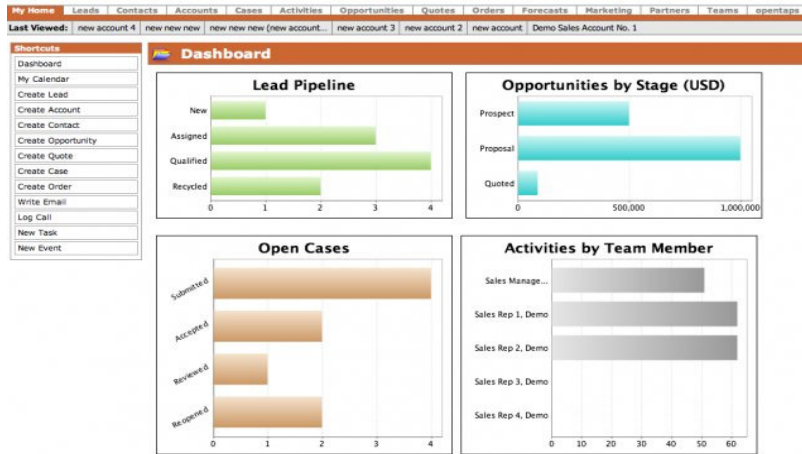 My Home Leads Contacts Accounts Cases Activities Opportunities Quotes Orders Forecasts Marketing Partners Teams opentaps
Last Viewed: new account 4 new new new new new new (new account... new account 3 new account 2 new account Demo Sales Account No. 1
Shortcuts
Dashboard
My Calendar
Create Lead
Create Account
Create Contact
Create Opportunity
Create Quote
Create Case
Create Order
Write Email
Log Call
New Task
New Event
Dashboard
Lead Pipeline
New
Assigned
Qualified
Recycled
0 1 2 3 4
Opportunities by Stage (USD)
Prospect
Proposal
Quoted
0 500,000 1,000,000
Open Cases
Submitted
Accepted
Reviewed
Reopened
0 1 2 3 4
Activities by Team Member
Sales Manage...
Sales Rep 1, Demo
Sales Rep 2, Demo
Sales Rep 3, Demo
Sales Rep 4, Demo
0 10 20 30 40 50 60